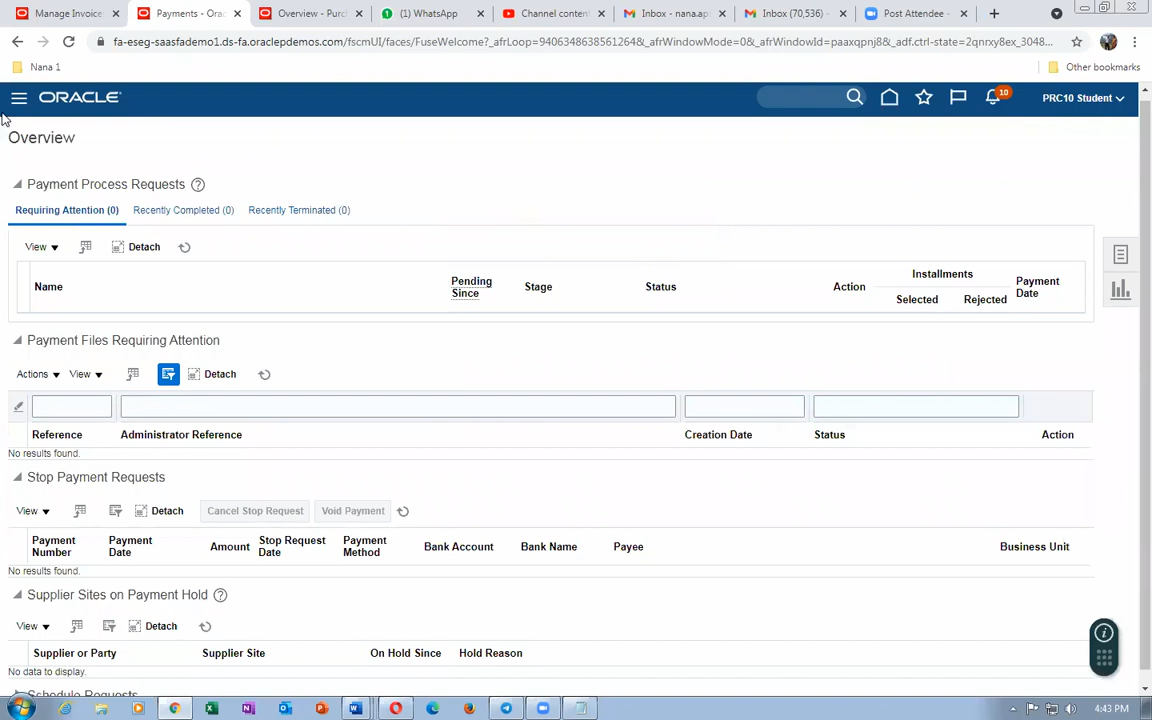 Manage Invoice:
Payments - Orac
Overview - Purc
(1) WhatsApp
Channel content
Inbox - nana.ap
Inbox (70,536) -
Post Attendee -
fa-eseg-saasfademo1.ds-fa.oraclepdemos.com/fscmUI/faces/FuseWelcome?_afrLoop=94063486385612648&_afrWindowMode=0&_afrWindowId=paaxqpnj8&_adf.ctrl-state=2qnrxy8ex_3048...
Nana 1
Other bookmarks
ORACLE
10
PRC10 Student
Overview
Payment Process Requests
Requiring Attention (0) Recently Completed (0) Recently Terminated (0)
View Detach
Name Pending Since Stage Status Action Installments Selected Rejected Payment Date
Payment Files Requiring Attention
Actions View Detach
Reference Administrator Reference Creation Date Status Action
No results found.
Stop Payment Requests
View Detach Cancel Stop Request Void Payment
Payment Number Payment Date Amount Stop Request Date Payment Method Bank Account Bank Name Payee Business Unit
No results found.
Supplier Sites on Payment Hold
View Detach
Supplier or Party Supplier Site On Hold Since Hold Reason
No data to display.
Schedule Requests
4:43 PM